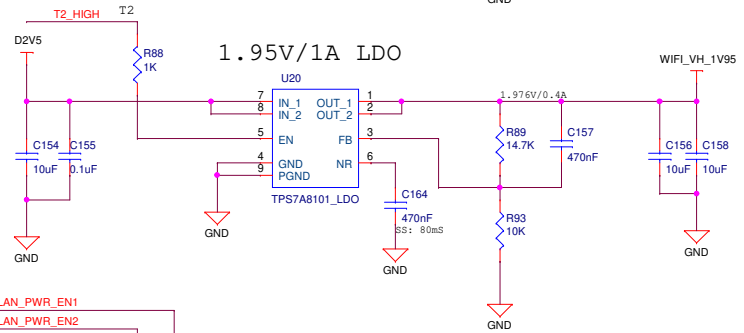 GND
T2_HIGH
T2
D2V5
R88
1K
1.95V/1A LDO
U20
WIFI_VH_1V95
7
IN_1
OUT_1
1
1.976V/0.4A
8
IN_2
OUT_2
2
5
EN
FB
3
R89
14.7K
C157
470nF
C154
10uF
C155
0.1uF
4
GND
NR
6
9
PGND
C156
10uF
C158
10uF
TPS7A8101_LDO
C164
470nF
SS: 80mS
R93
10K
GND
GND
GND
GND
GND
LAN_PWR_EN1
LAN_PWR_EN2